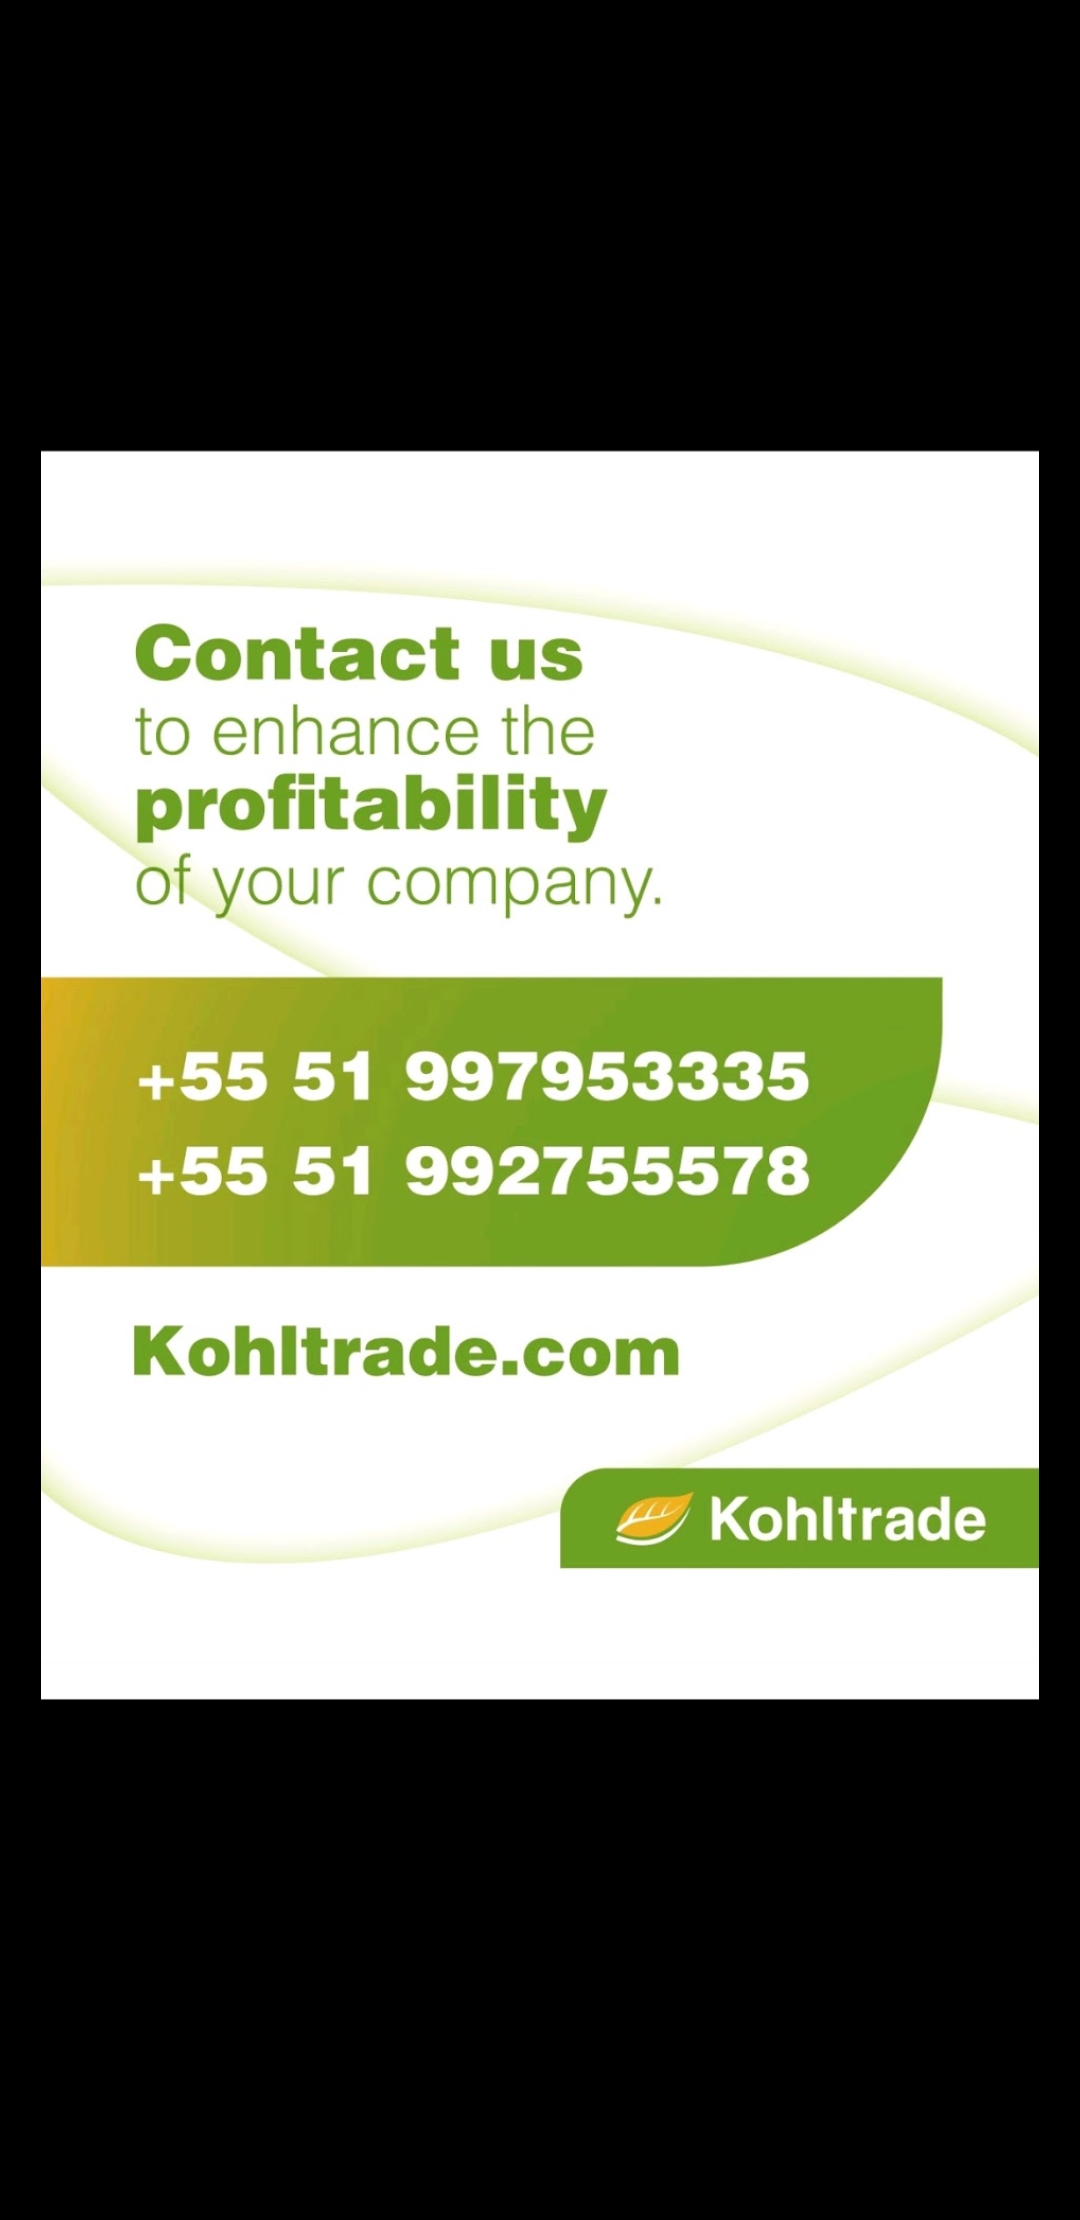 Contact us
to enhance the
profitability
of your company.
+55 51 997953335
+55 51 992755578
Kohltrade.com
Kohltrade